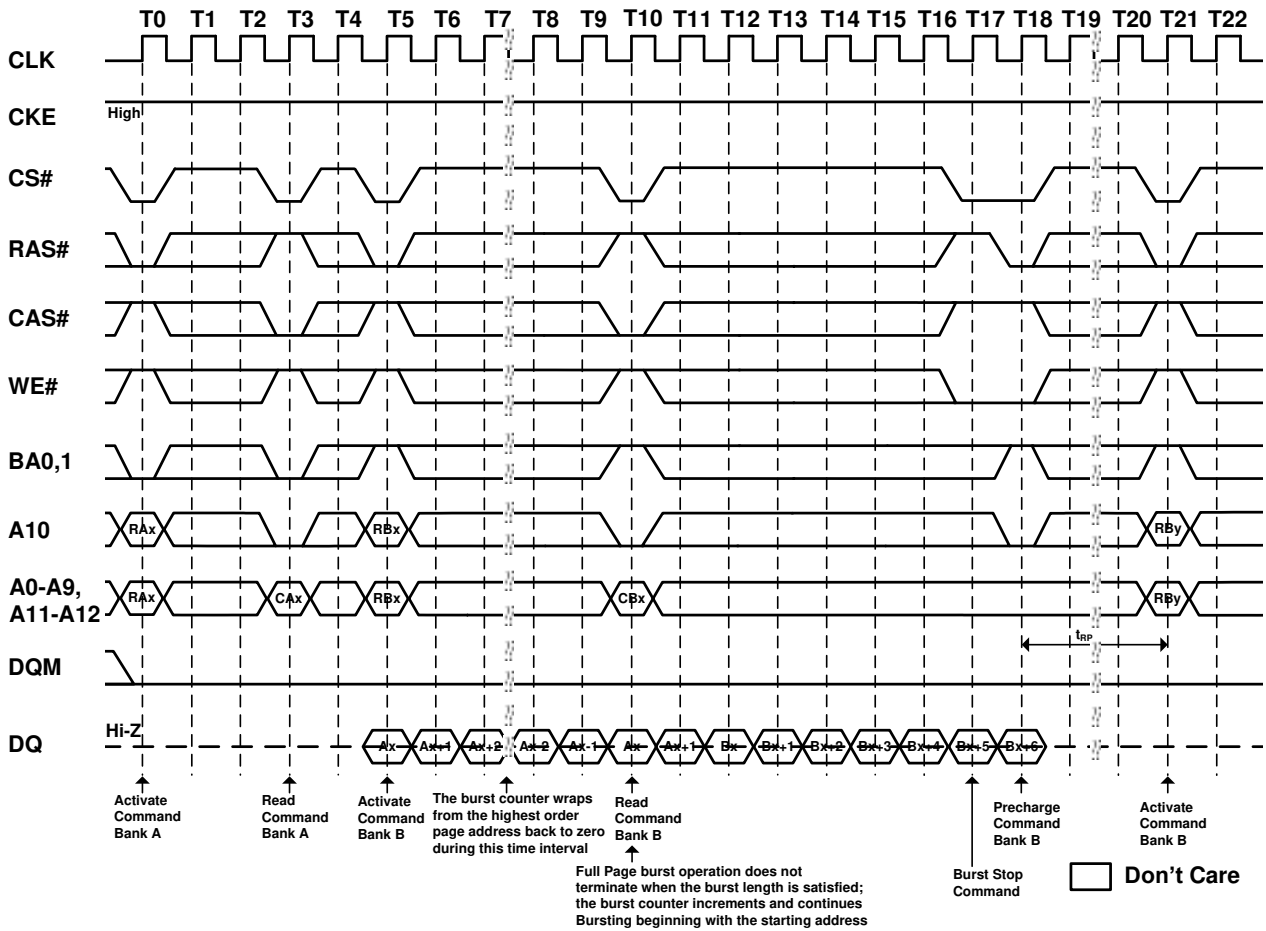 T0 T1 T2 T3 T4 T5 T6 T7 T8 T9 T10 T11 T12 T13 T14 T15 T16 T17 T18 T19 T20 T21 T22
CLK
CKE
High
CS#
RAS#
CAS#
WE#
BA0,1
A10
RAx RBx RBy
A0-A9,
A11-A12
RAx CAx RBx CBx RBy
tRP
DQM
DQ
Hi-Z
Ax Ax+1 Ax+2 Ax-2 Ax-1 Ax Ax+1 Bx Bx+1 Bx+2 Bx+3 Bx+4 Bx+5 Bx+6
Activate
Command
Bank A
Read
Command
Bank A
Activate
Command
Bank B
The burst counter wraps
from the highest order
page address back to zero
during this time interval
Read
Command
Bank B
Full Page burst operation does not
terminate when the burst length is satisfied;
the burst counter increments and continues
Bursting beginning with the starting address
Burst Stop
Command
Precharge
Command
Bank B
Activate
Command
Bank B
Don't Care